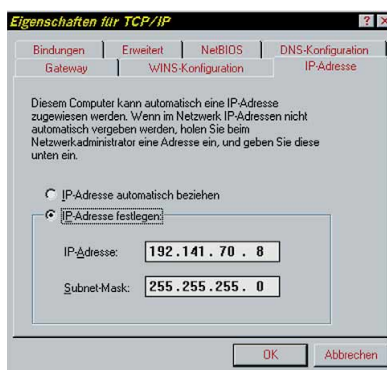 Eigenschaften für TCP/IP
Bindungen Erweitert NetBIOS DNS-Konfiguration
Gateway WINS-Konfiguration IP-Adresse
Diesem Computer kann automatisch eine IP-Adresse
zugewiesen werden. Wenn im Netzwerk IP-Adressen nicht
automatisch vergeben werden, holen Sie beim
Netzwerkadministrator eine Adresse ein, und geben Sie diese
unten ein.
IP-Adresse automatisch beziehen
IP-Adresse festlegen:
IP-Adresse: 192.141.70 . 8
Subnet-Mask: 255.255.255. 0
OK Abbrechen